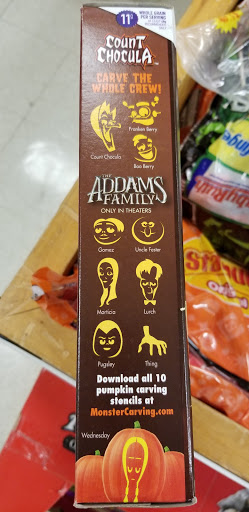 11g
WHOLE GRAIN
PER SERVING
COUNT
CHOCULA
CARVE THE
WHOLE CREW!
Franken Berry
Count Chocula
Boo Berry
THE
ADDAMS
FAMILY
ONLY IN THEATERS
Gomez
Uncle Fester
Morticia
Lurch
Pugsley
Thing
Download all 10
pumpkin carving
stencils at
MonsterCarving.com
Wednesday